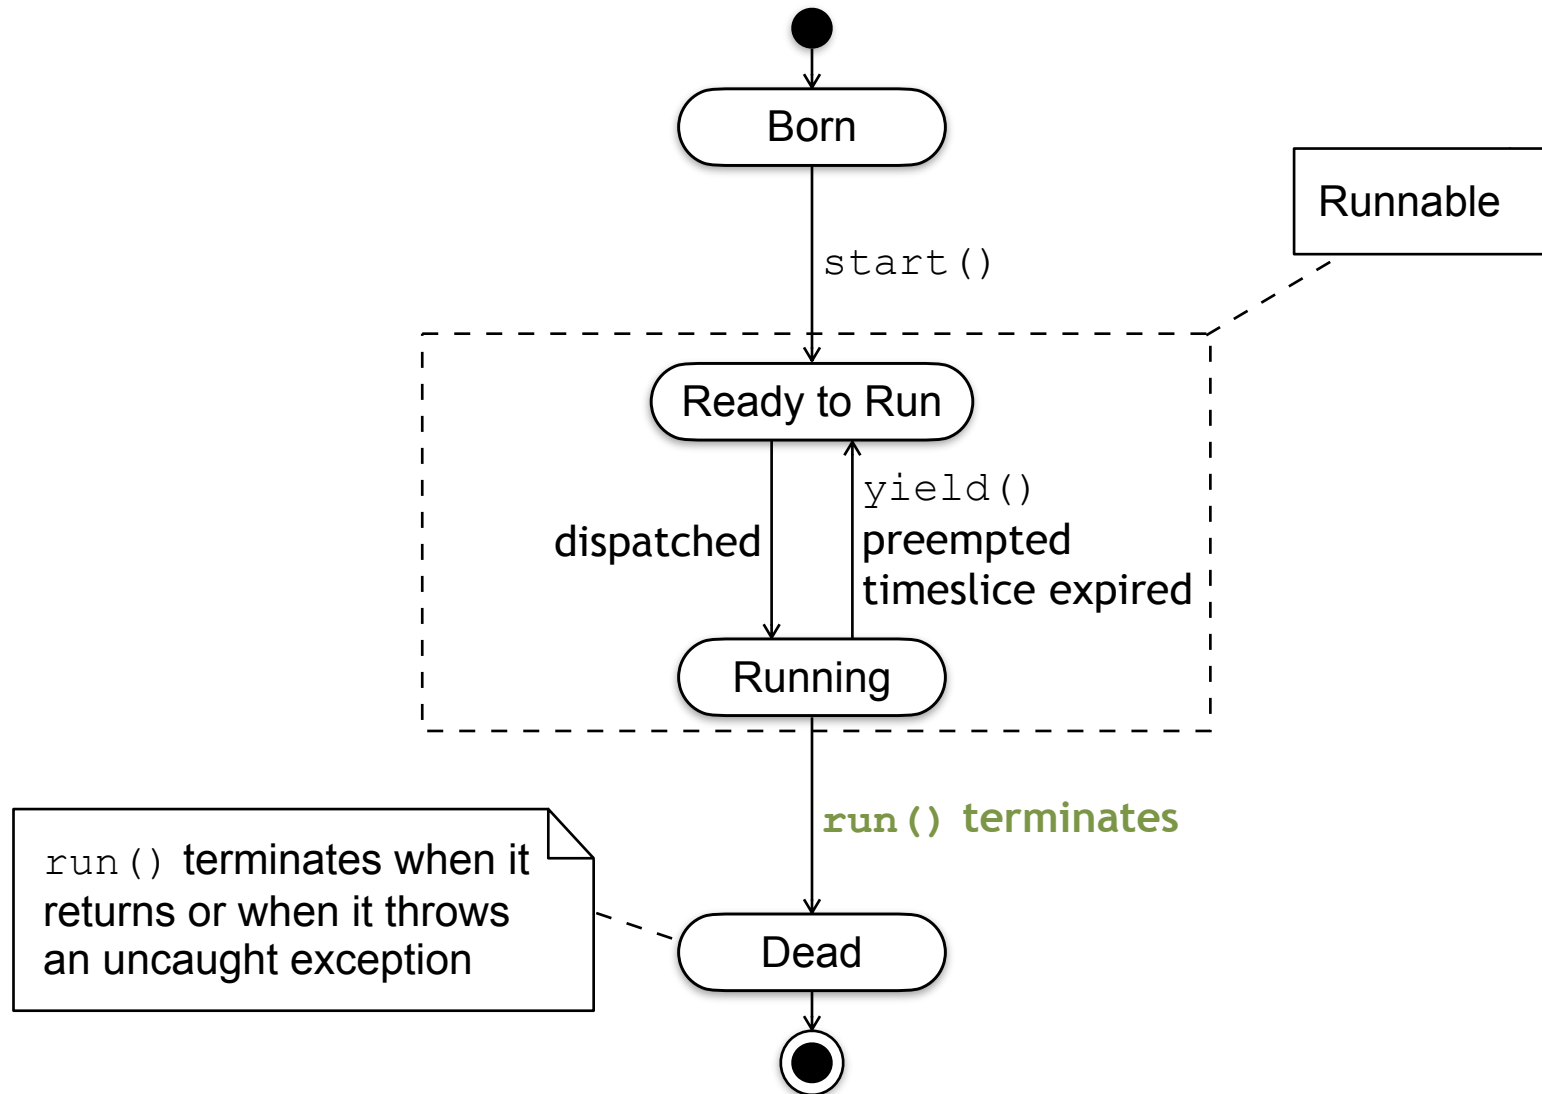 Born
Runnable
start()
Ready to Run
yield()
dispatched
preempted
timeslice expired
Running
run() terminates
run() terminates when it
returns or when it throws
an uncaught exception
Dead